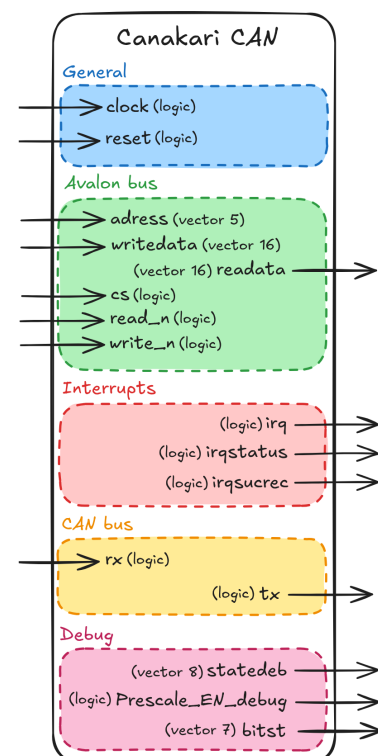 Canakari CAN
General
clock (logic)
reset (logic)
Avalon bus
adress (vector 5)
writedata (vector 16)
(vector 16) readata
cs (logic)
read_n (logic)
write_n (logic)
Interrupts
(logic) irq
(logic) irqstatus
(logic) irqsucrec
CAN bus
rx (logic)
(logic) tx
Debug
(vector 8) statedeb
(logic) Prescale_EN_debug
(vector 7) bitst